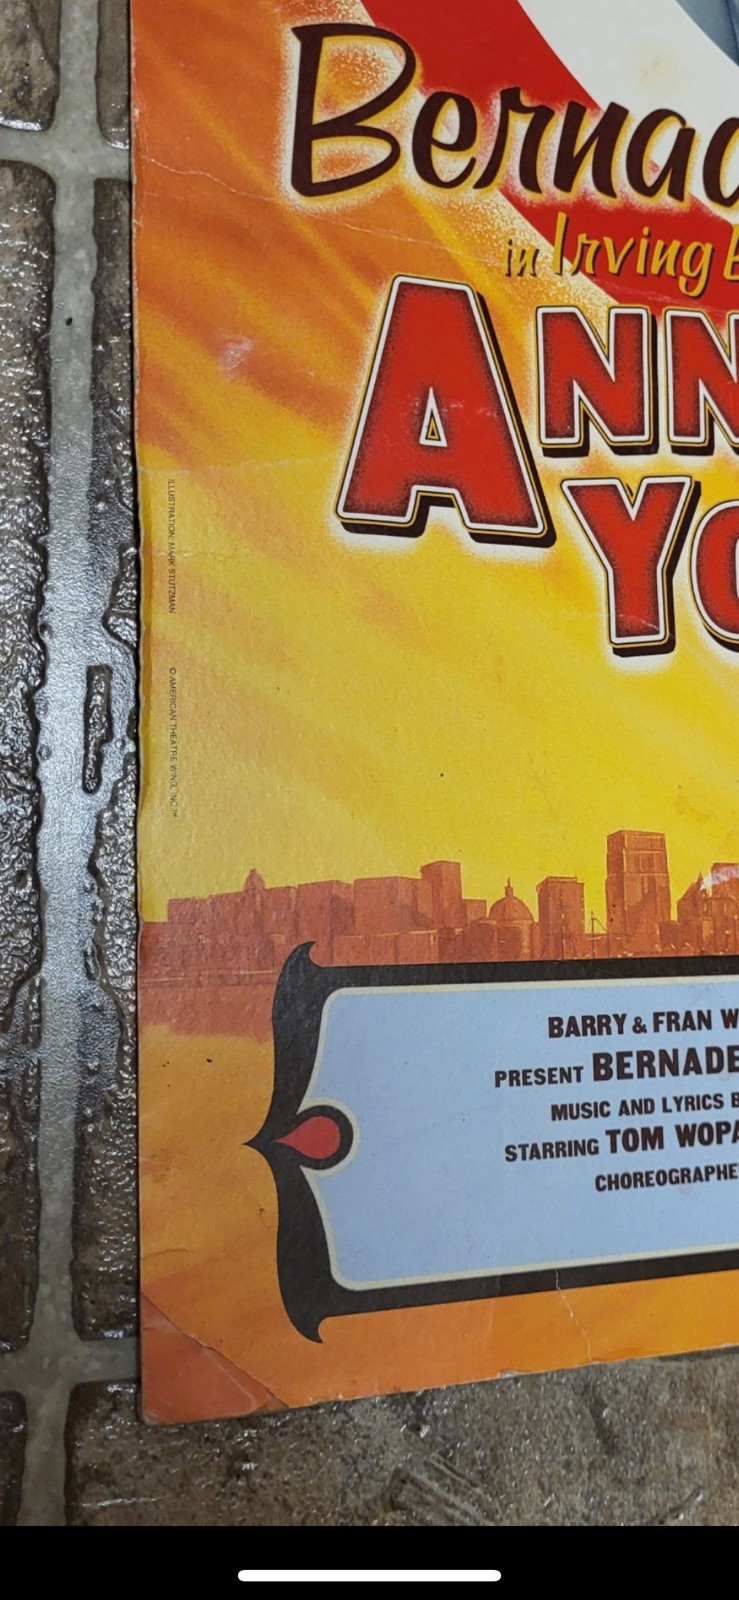 Bernad
in Irving B
ANN
YO
ILLUSTRATION: MARK STUTZMAN
© AMERICAN THEATRE WING, INC.™
BARRY & FRAN W
PRESENT BERNADE
MUSIC AND LYRICS B
STARRING TOM WOPA
CHOREOGRAPHE